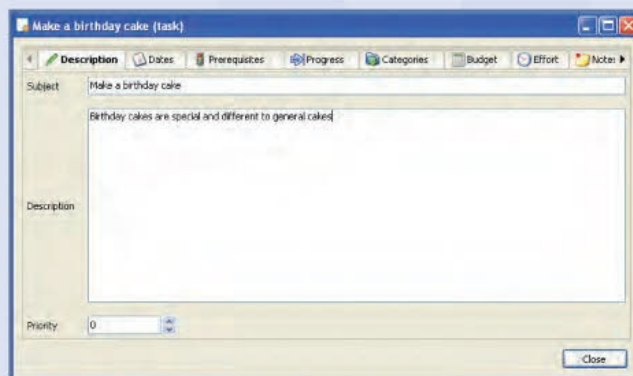 Make a birthday cake (task)
Description Dates Prerequisites Progress Categories Budget Effort Notes
Subject Make a birthday cake
Birthday cakes are special and different to general cakes
Description
Priority 0
Close